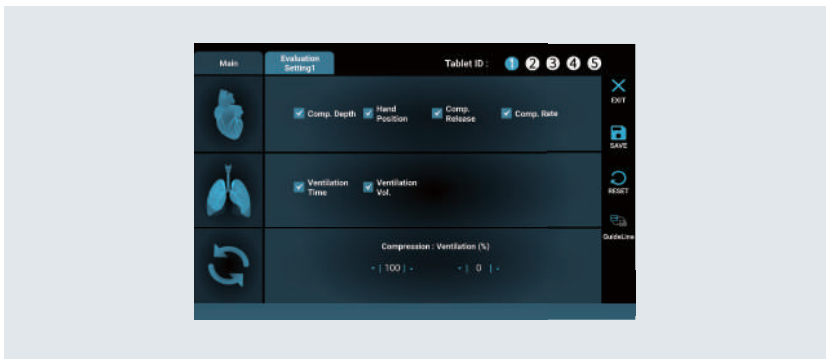 Main
Evaluation
Setting1
Tablet ID :
1 2 3 4 5
EXIT
Comp. Depth
Hand
Position
Comp.
Release
Comp. Rate
SAVE
Ventilation
Time
Ventilation
Vol.
RESET
GuideLine
Compression : Ventilation (%)
- | 100 | -
- | 0 | -